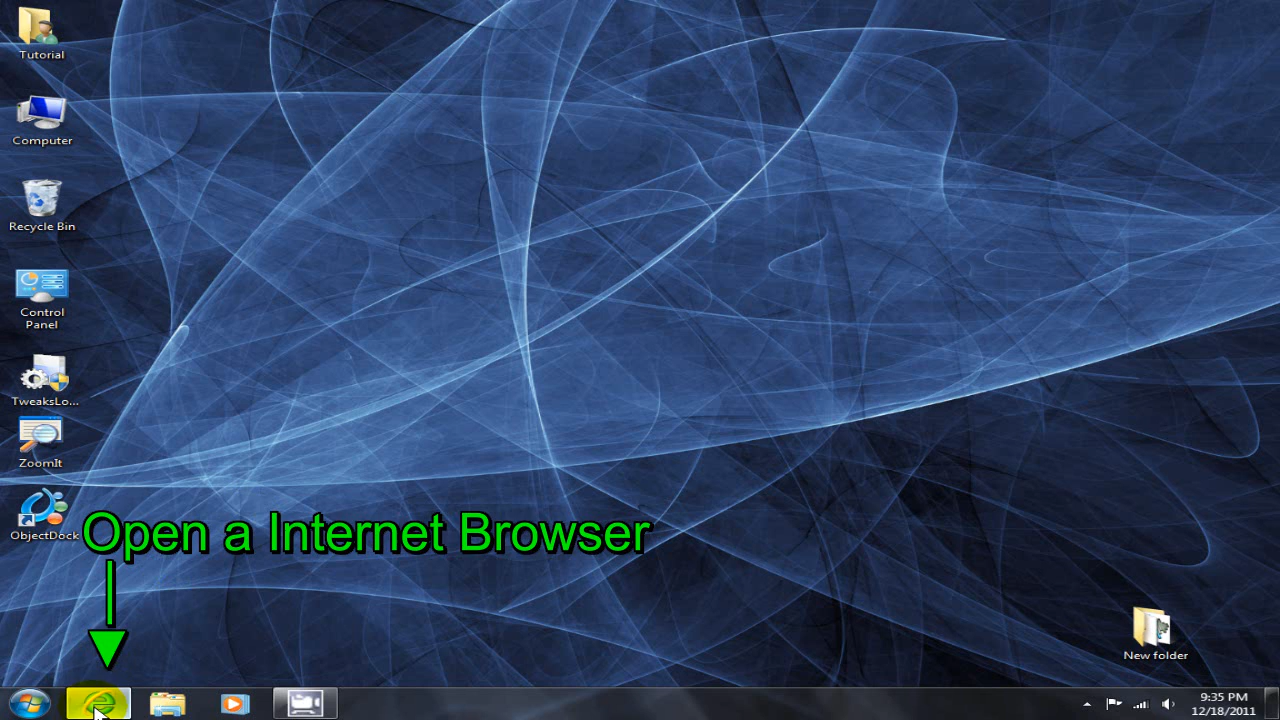 Tutorial
Computer
Recycle Bin
Control
Panel
TweaksLo...
ZoomIt
ObjectDock
Open a Internet Browser
New folder
9:35 PM
12/18/2011